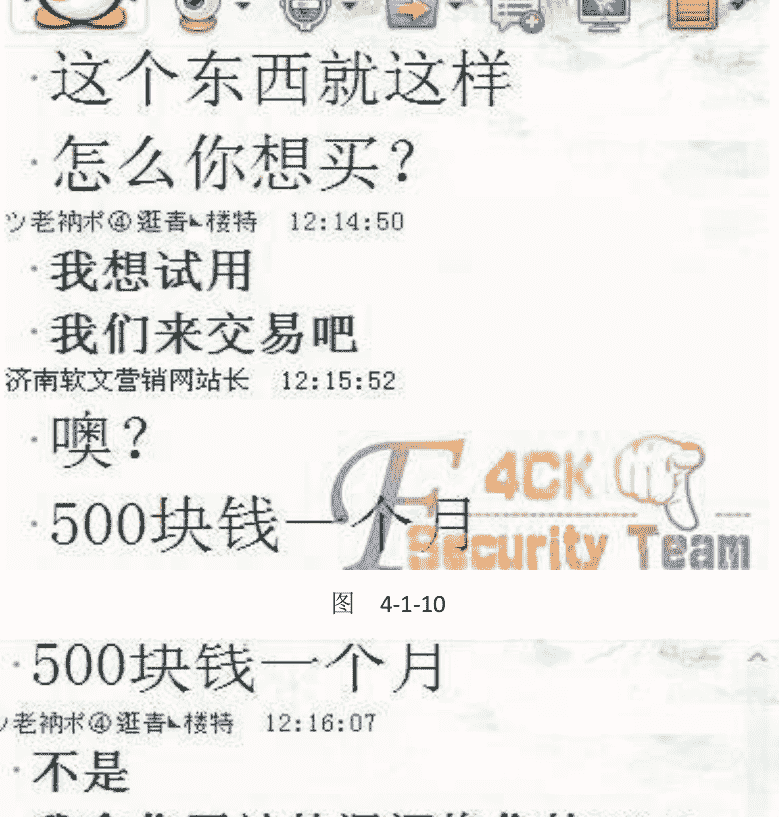 这个东西就这样
怎么你想买？
ツ老衲ポ④逛青◣楼特 12:14:50
我想试用
我们来交易吧
济南软文营销网站长 12:15:52
噢？
500块钱一个月
F4CK
Security Team
图 4-1-10
500块钱一个月
老衲ポ④逛青◣楼特 12:16:07
不是